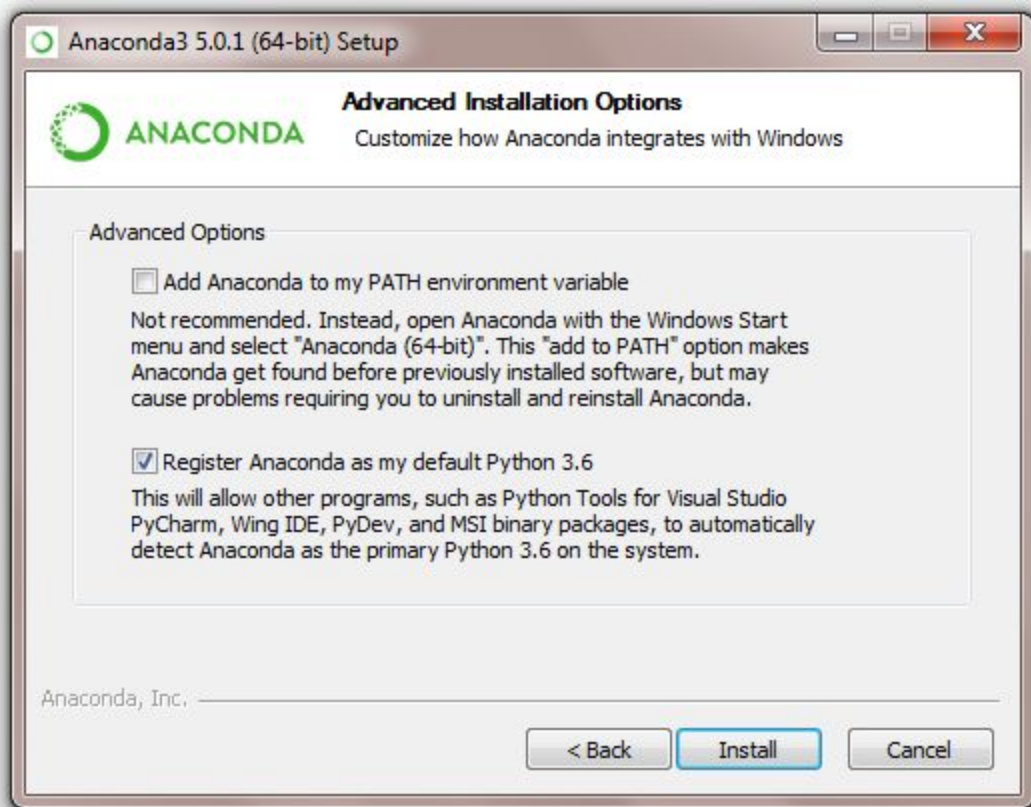 Anaconda3 5.0.1 (64-bit) Setup
ANACONDA
Advanced Installation Options
Customize how Anaconda integrates with Windows
Advanced Options
Add Anaconda to my PATH environment variable
Not recommended. Instead, open Anaconda with the Windows Start
menu and select "Anaconda (64-bit)". This "add to PATH" option makes
Anaconda get found before previously installed software, but may
cause problems requiring you to uninstall and reinstall Anaconda.
Register Anaconda as my default Python 3.6
This will allow other programs, such as Python Tools for Visual Studio
PyCharm, Wing IDE, PyDev, and MSI binary packages, to automatically
detect Anaconda as the primary Python 3.6 on the system.
Anaconda, Inc.
< Back
Install
Cancel